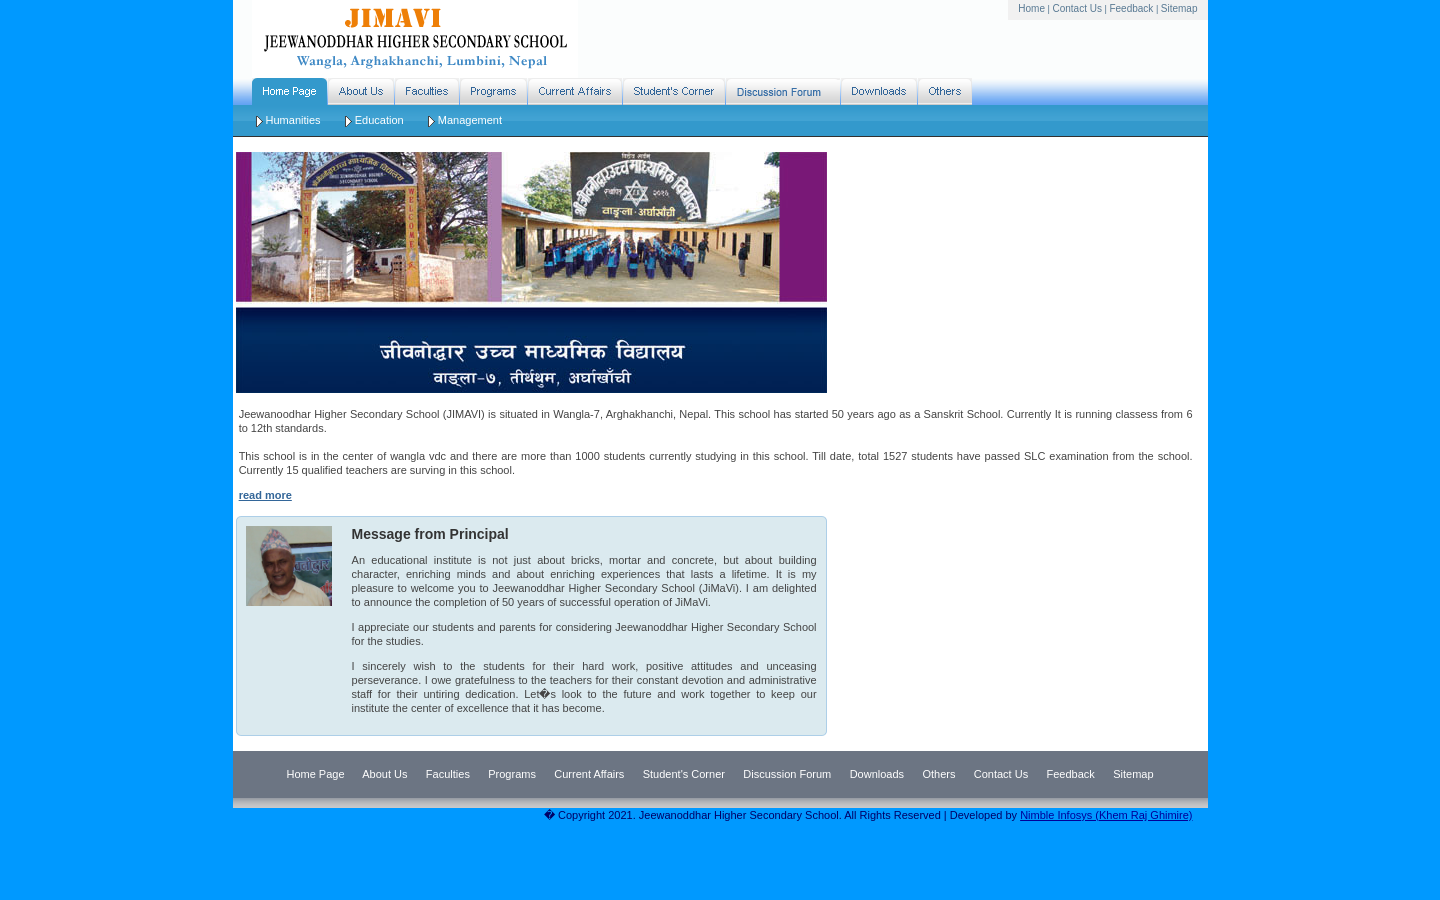 JIMAVI
JEEWANODDHAR HIGHER SECONDARY SCHOOL
Wangla, Arghakhanchi, Lumbini, Nepal
Home | Contact Us | Feedback | Sitemap
Home Page About Us Faculties Programs Current Affairs Student's Corner Discussion Forum Downloads Others
Humanities Education Management
WELCOME
श्री जीवनोद्धार उच्च माध्यमिक विद्यालय
स्थापित २०२६
वाङ्ला - अर्घाखाँची
जीवनोद्धार उच्च माध्यमिक विद्यालय
वाङ्ला-७, तीर्थथुम, अर्घाखाँची
Jeewanoodhar Higher Secondary School (JIMAVI) is situated in Wangla-7, Arghakhanchi, Nepal. This school has started 50 years ago as a Sanskrit School. Currently It is running classess from 6
to 12th standards.
This school is in the center of wangla vdc and there are more than 1000 students currently studying in this school. Till date, total 1527 students have passed SLC examination from the school.
Currently 15 qualified teachers are surving in this school.
read more
Message from Principal
An educational institute is not just about bricks, mortar and concrete, but about building
character, enriching minds and about enriching experiences that lasts a lifetime. It is my
pleasure to welcome you to Jeewanoddhar Higher Secondary School (JiMaVi). I am delighted
to announce the completion of 50 years of successful operation of JiMaVi.
I appreciate our students and parents for considering Jeewanoddhar Higher Secondary School
for the studies.
I sincerely wish to the students for their hard work, positive attitudes and unceasing
perseverance. I owe gratefulness to the teachers for their constant devotion and administrative
staff for their untiring dedication. Let�s look to the future and work together to keep our
institute the center of excellence that it has become.
Home Page About Us Faculties Programs Current Affairs Student's Corner Discussion Forum Downloads Others Contact Us Feedback Sitemap
� Copyright 2021. Jeewanoddhar Higher Secondary School. All Rights Reserved | Developed by Nimble Infosys (Khem Raj Ghimire)